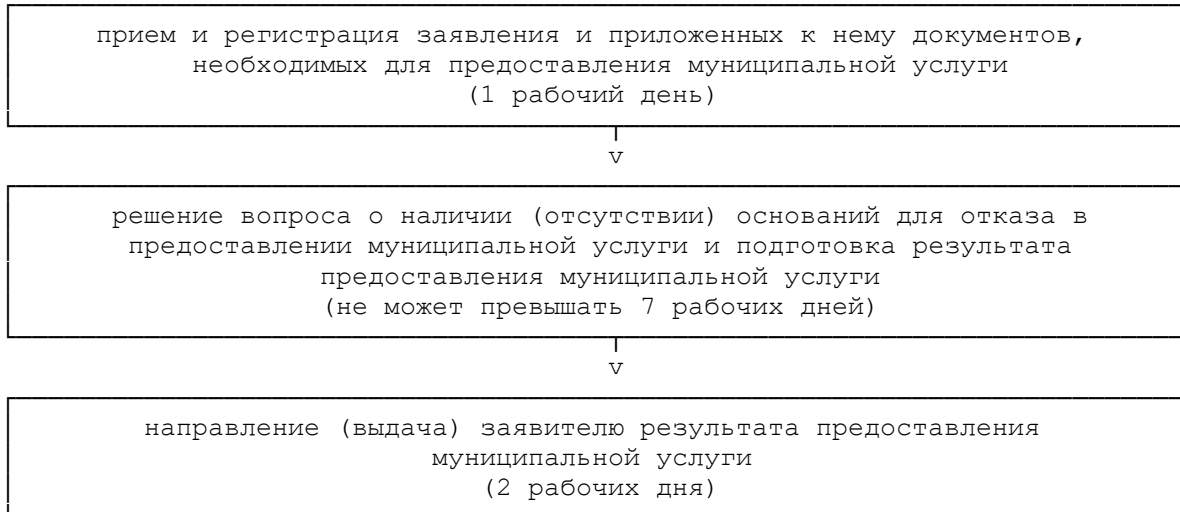 прием и регистрация заявления и приложенных к нему документов,
необходимых для предоставления муниципальной услуги
(1 рабочий день)
v
решение вопроса о наличии (отсутствии) оснований для отказа в
предоставлении муниципальной услуги и подготовка результата
предоставления муниципальной услуги
(не может превышать 7 рабочих дней)
v
направление (выдача) заявителю результата предоставления
муниципальной услуги
(2 рабочих дня)